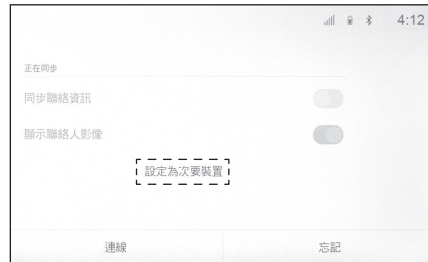 4:12
正在同步
同步聯絡資訊
顯示聯絡人影像
設定為次要裝置
連線
忘記